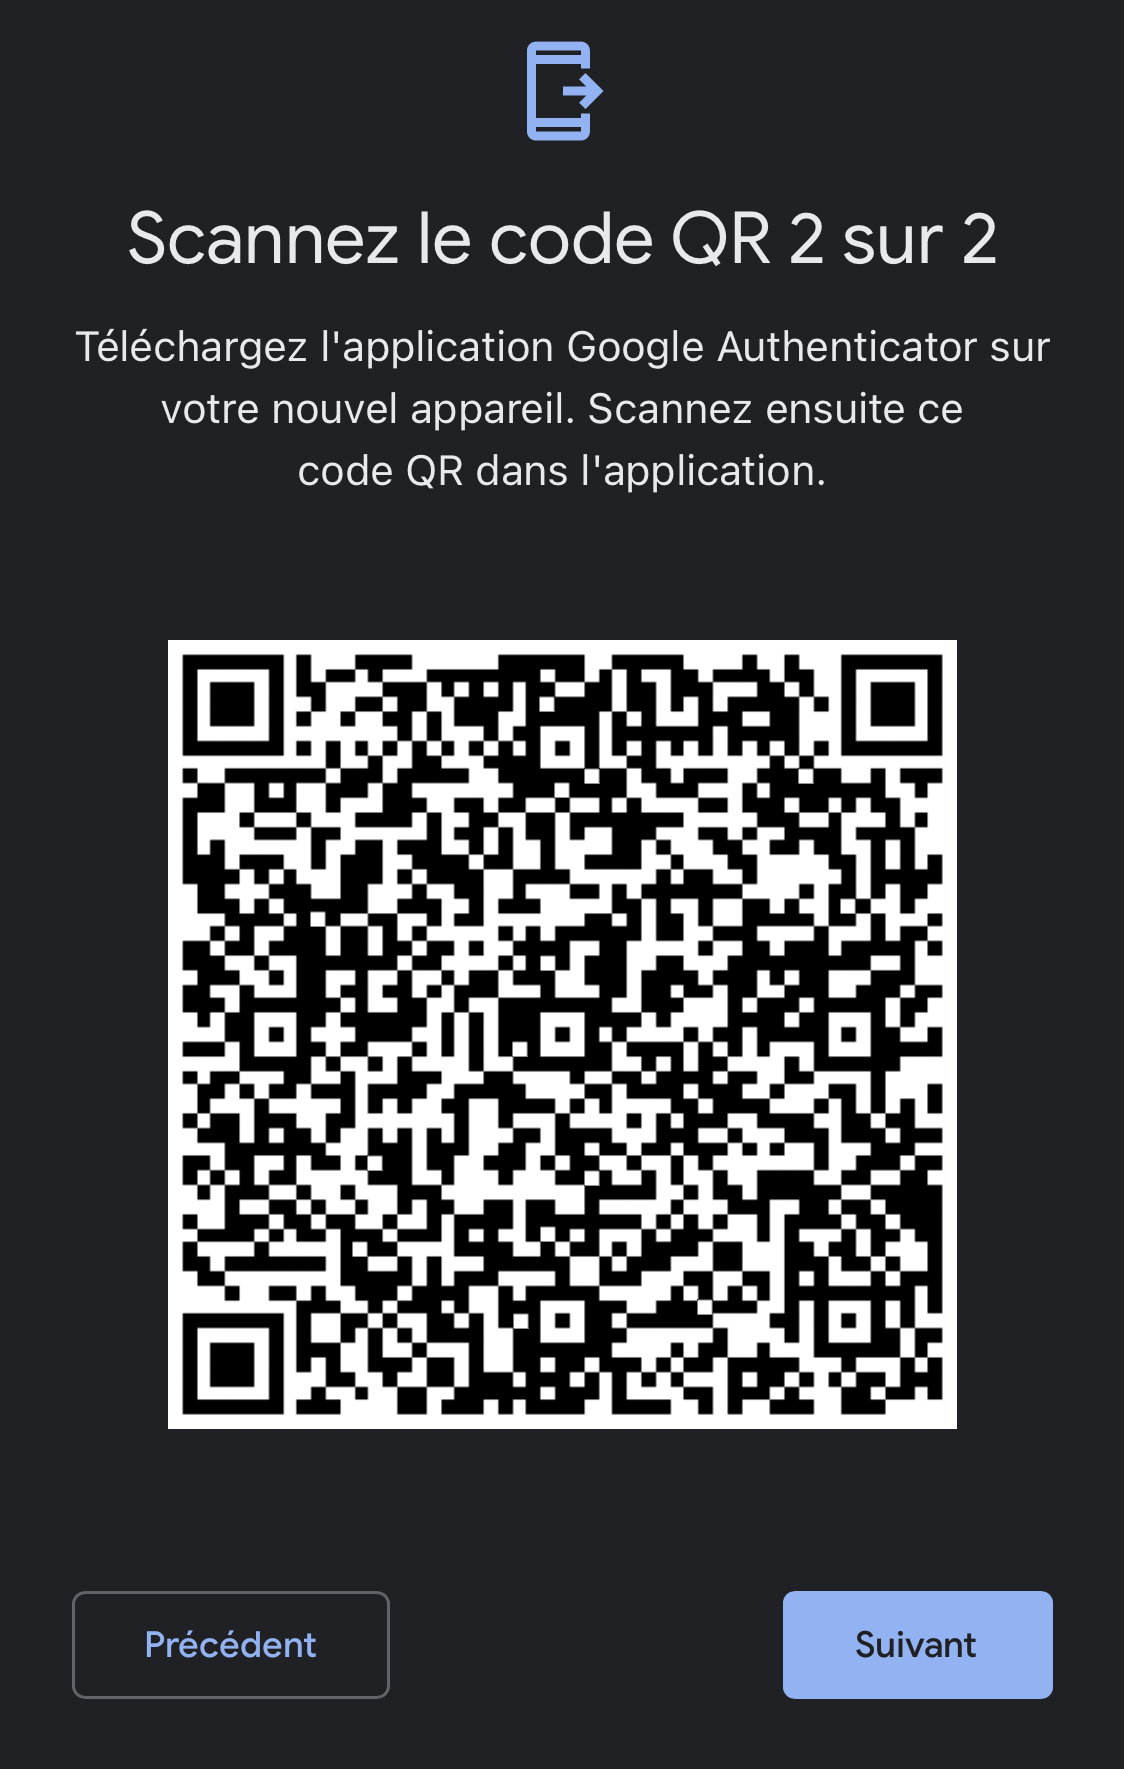 Scannez le code QR 2 sur 2
Téléchargez l'application Google Authenticator sur
votre nouvel appareil. Scannez ensuite ce
code QR dans l'application.
Précédent
Suivant